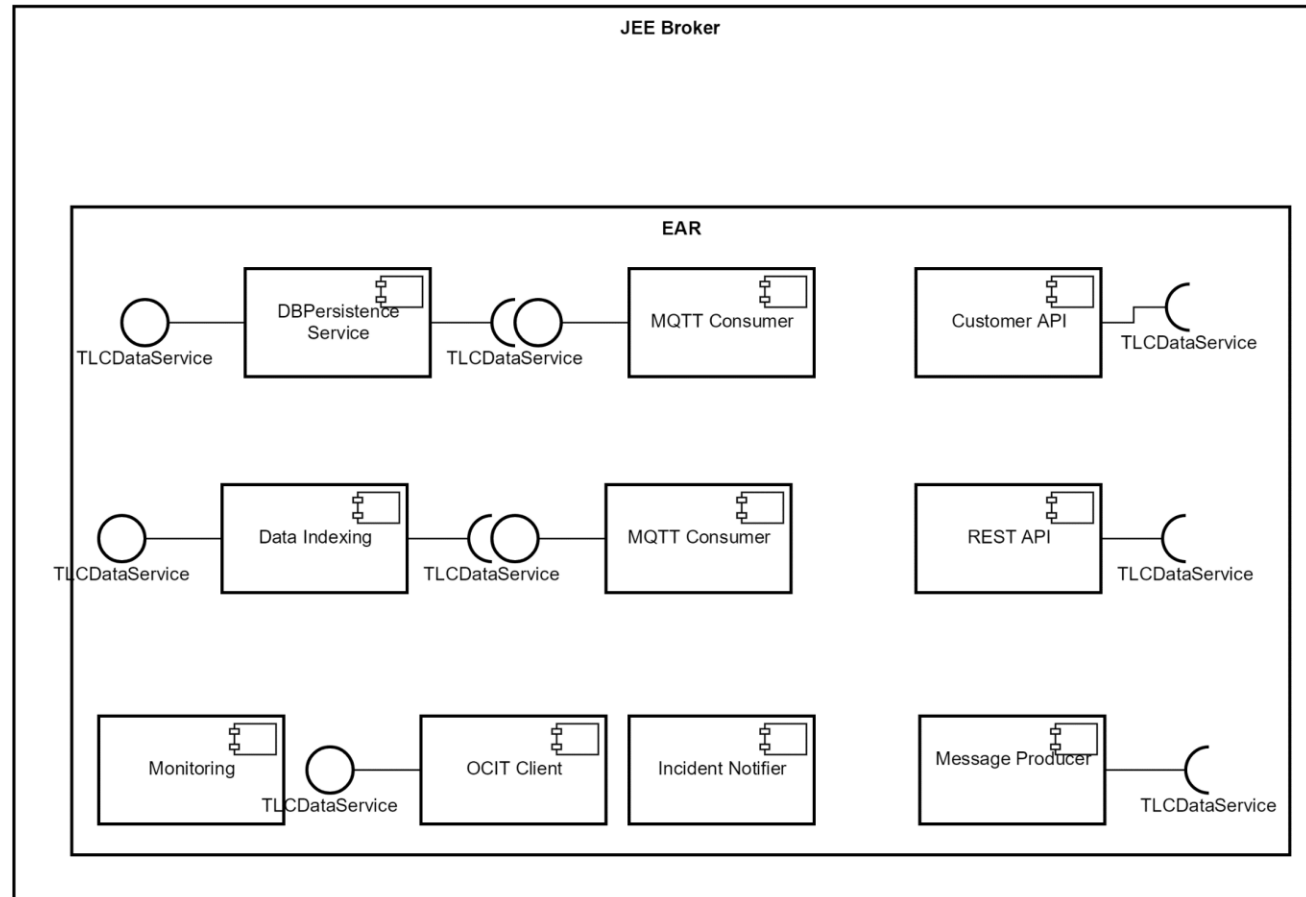 JEE Broker
EAR
DBPersistence
Service
MQTT Consumer
Customer API
TLCDataService
TLCDataService
TLCDataService
Data Indexing
MQTT Consumer
REST API
TLCDataService
TLCDataService
TLCDataService
Monitoring
OCIT Client
Incident Notifier
Message Producer
TLCDataService
TLCDataService